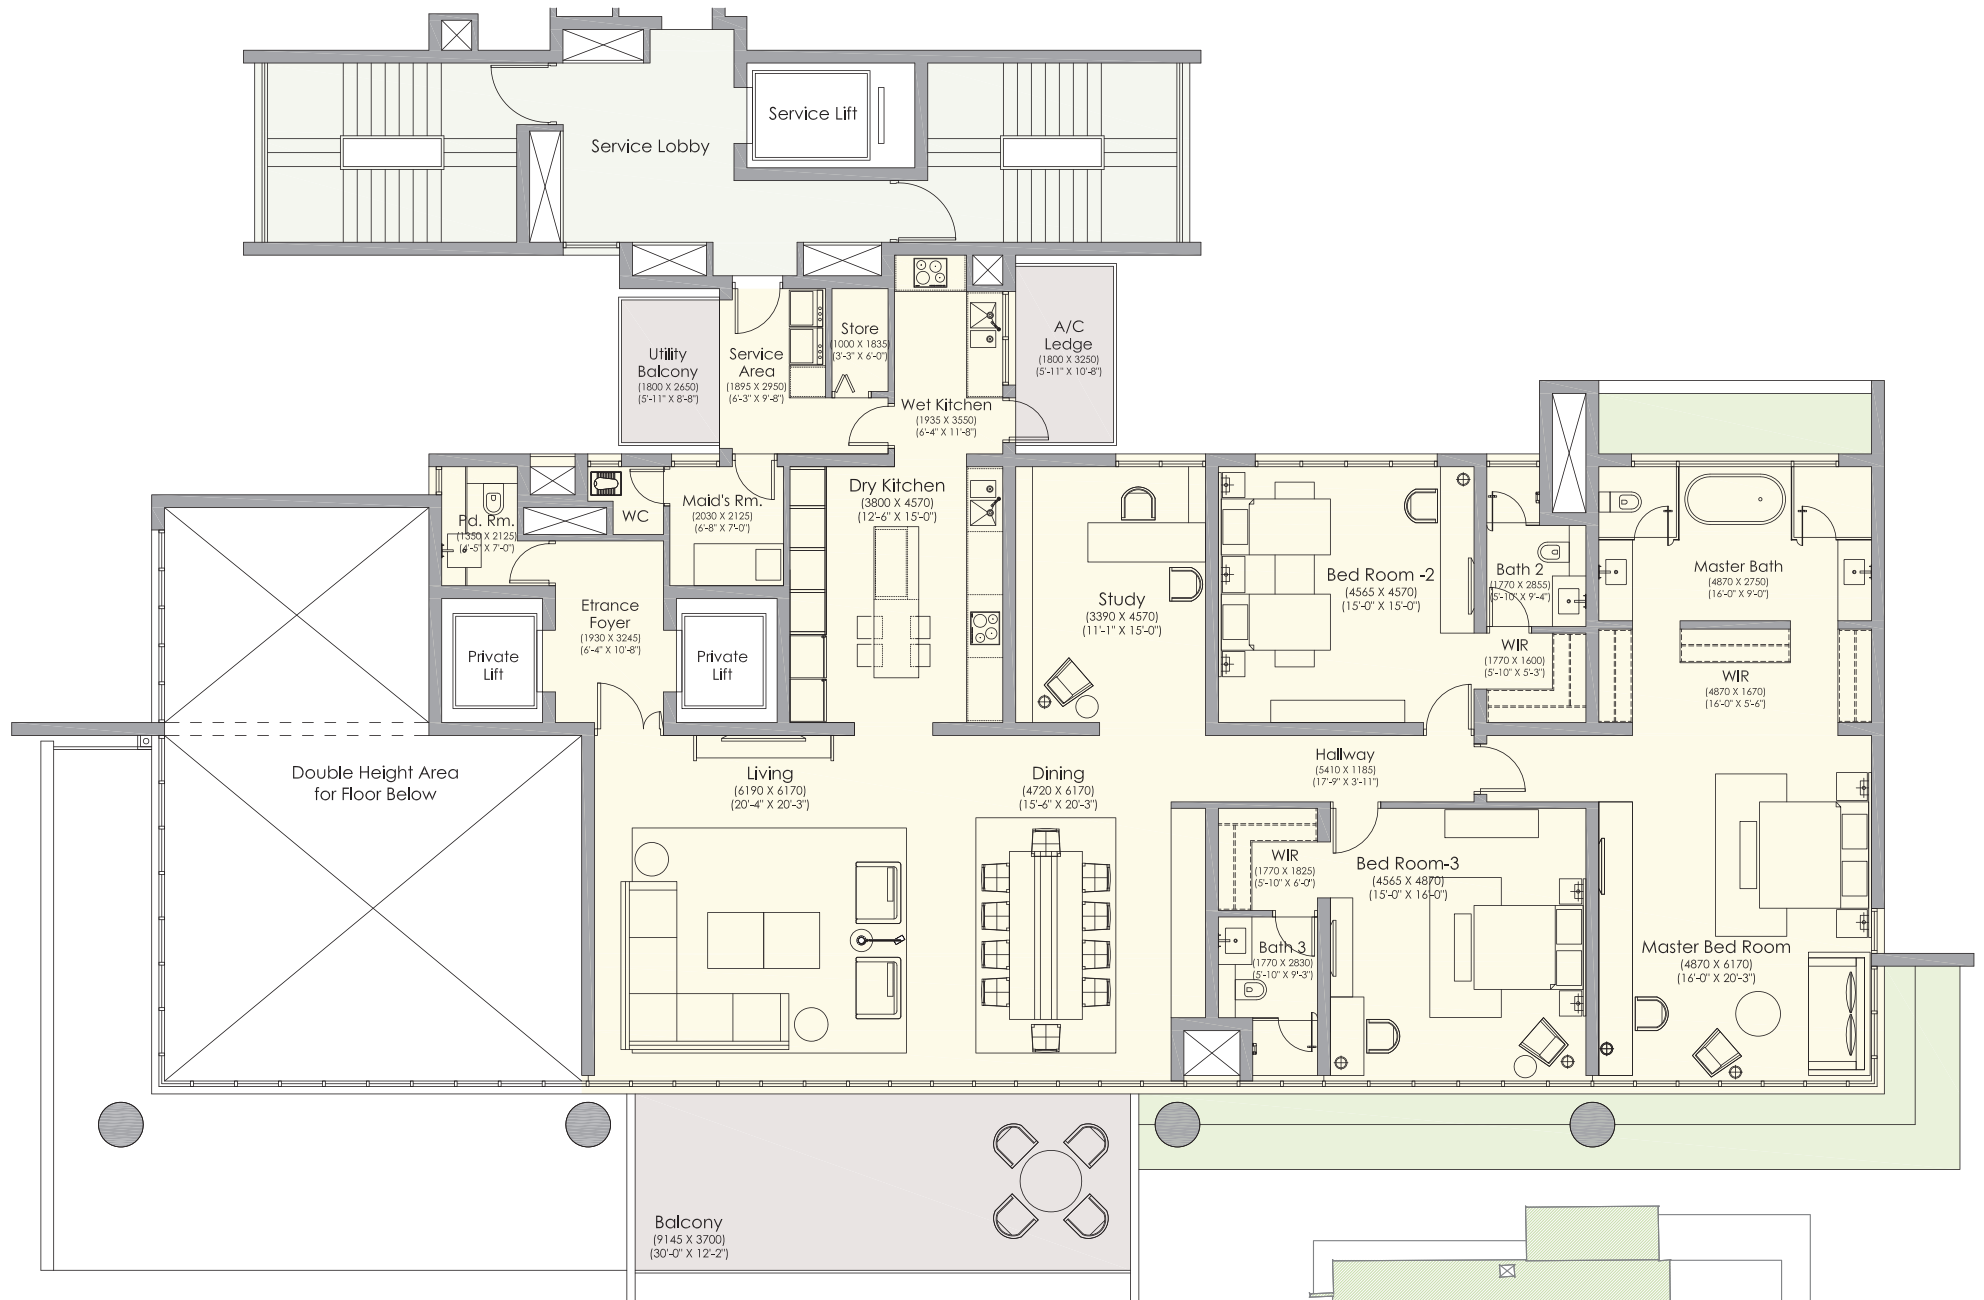 Service Lift
Service Lobby
Utility
Balcony
(1800 X 2650)
(5'-11" X 8'-8")
Service
Area
(1895 X 2950)
(6'-3" X 9'-8")
Store
(1000 X 1835)
(3'-3" X 6'-0")
A/C
Ledge
(1800 X 3250)
(5'-11" X 10'-8")
Wet Kitchen
(1935 X 3550)
(6'-4" X 11'-8")
Pd. Rm.
(1350 X 2125)
(4'-5" X 7'-0")
WC
Maid's Rm.
(2030 X 2125)
(6'-8" X 7'-0")
Dry Kitchen
(3800 X 4570)
(12'-6" X 15'-0")
Study
(3390 X 4570)
(11'-1" X 15'-0")
Bed Room -2
(4565 X 4570)
(15'-0" X 15'-0")
Bath 2
(1770 X 2855)
(5'-10" X 9'-4")
Master Bath
(4870 X 2750)
(16'-0" X 9'-0")
Etrance
Foyer
(1930 X 3245)
(6'-4" X 10'-8")
Private
Lift
Private
Lift
WIR
(1770 X 1600)
(5'-10" X 5'-3")
WIR
(4870 X 1670)
(16'-0" X 5'-6")
Double Height Area
for Floor Below
Living
(6190 X 6170)
(20'-4" X 20'-3")
Dining
(4720 X 6170)
(15'-6" X 20'-3")
Hallway
(5410 X 1185)
(17'-9" X 3'-11")
WIR
(1770 X 1825)
(5'-10" X 6'-0")
Bed Room-3
(4565 X 4870)
(15'-0" X 16'-0")
Bath 3
(1770 X 2830)
(5'-10" X 9'-3")
Master Bed Room
(4870 X 6170)
(16'-0" X 20'-3")
Balcony
(9145 X 3700)
(30'-0" X 12'-2")